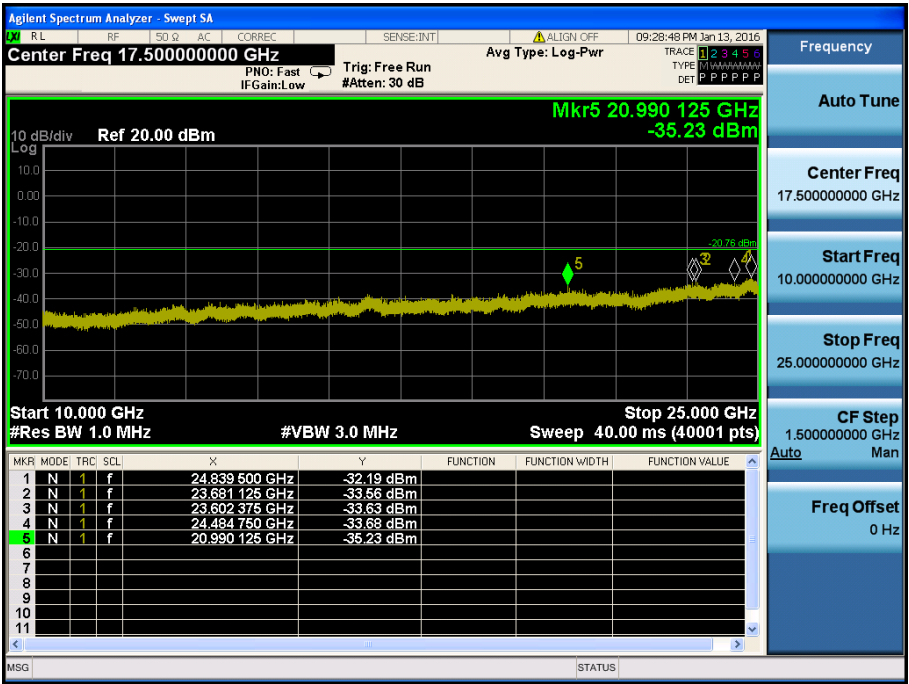 Agilent Spectrum Analyzer - Swept SA
LXI RL RF 50 Ω AC CORREC SENSE:INT ALIGN OFF 09:28:48 PM Jan 13, 2016
Center Freq 17.500000000 GHz
PNO: Fast
IFGain:Low
Trig: Free Run
#Atten: 30 dB
Avg Type: Log-Pwr
TRACE 1 2 3 4 5 6
TYPE
DET P P P P P P
Mkr5 20.990 125 GHz
-35.23 dBm
10 dB/div Ref 20.00 dBm
Log
10.0
0.00
-10.0
-20.0
-30.0
-40.0
-50.0
-60.0
-70.0
-20.76 dBm
5
3
2
4
Start 10.000 GHz Stop 25.000 GHz
#Res BW 1.0 MHz #VBW 3.0 MHz Sweep 40.00 ms (40001 pts)
MKR MODE TRC SCL X Y FUNCTION FUNCTION WIDTH FUNCTION VALUE
1 N 1 f 24.839 500 GHz -32.19 dBm
2 N 1 f 23.681 125 GHz -33.56 dBm
3 N 1 f 23.602 375 GHz -33.63 dBm
4 N 1 f 24.484 750 GHz -33.68 dBm
5 N 1 f 20.990 125 GHz -35.23 dBm
6
7
8
9
10
11
MSG STATUS
Frequency
Auto Tune
Center Freq
17.500000000 GHz
Start Freq
10.000000000 GHz
Stop Freq
25.000000000 GHz
CF Step
1.500000000 GHz
Auto Man
Freq Offset
0 Hz